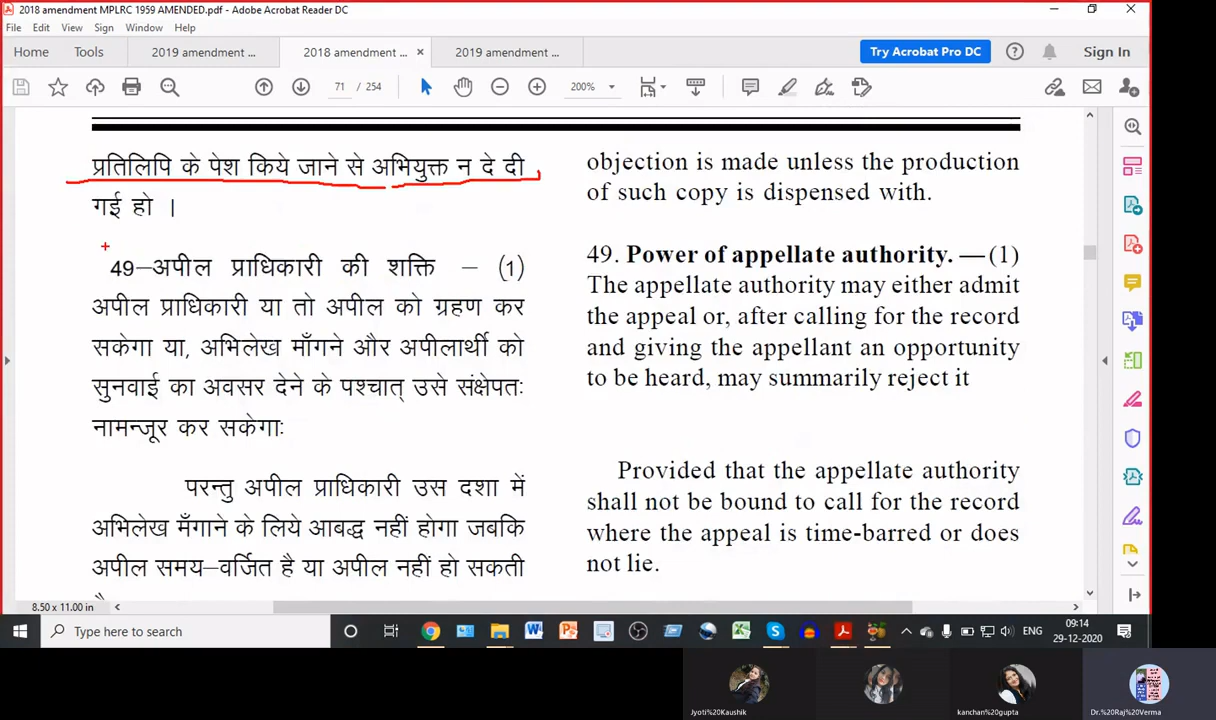 2018 amendment MPLRC 1959 AMENDED.pdf - Adobe Acrobat Reader DC
File Edit View Sign Window Help
Home Tools 2019 amendment ... 2018 amendment ... × 2019 amendment ... Try Acrobat Pro DC Sign In
71 / 254 200%
प्रतिलिपि के पेश किये जाने से अभियुक्त न दे दी
गई हो ।
49–अपील प्राधिकारी की शक्ति – (1)
अपील प्राधिकारी या तो अपील को ग्रहण कर
सकेगा या, अभिलेख माँगने और अपीलार्थी को
सुनवाई का अवसर देने के पश्चात् उसे संक्षेपतः
नामन्जूर कर सकेगाः
परन्तु अपील प्राधिकारी उस दशा में
अभिलेख मँगाने के लिये आबद्ध नहीं होगा जबकि
अपील समय–वर्जित है या अपील नहीं हो सकती
objection is made unless the production
of such copy is dispensed with.
49. Power of appellate authority. — (1)
The appellate authority may either admit
the appeal or, after calling for the record
and giving the appellant an opportunity
to be heard, may summarily reject it
Provided that the appellate authority
shall not be bound to call for the record
where the appeal is time-barred or does
not lie.
8.50 x 11.00 in
Type here to search
ENG
09:14
29-12-2020
Jyoti%20Kaushik
kanchan%20gupta
Dr.%20Raj%20Verma